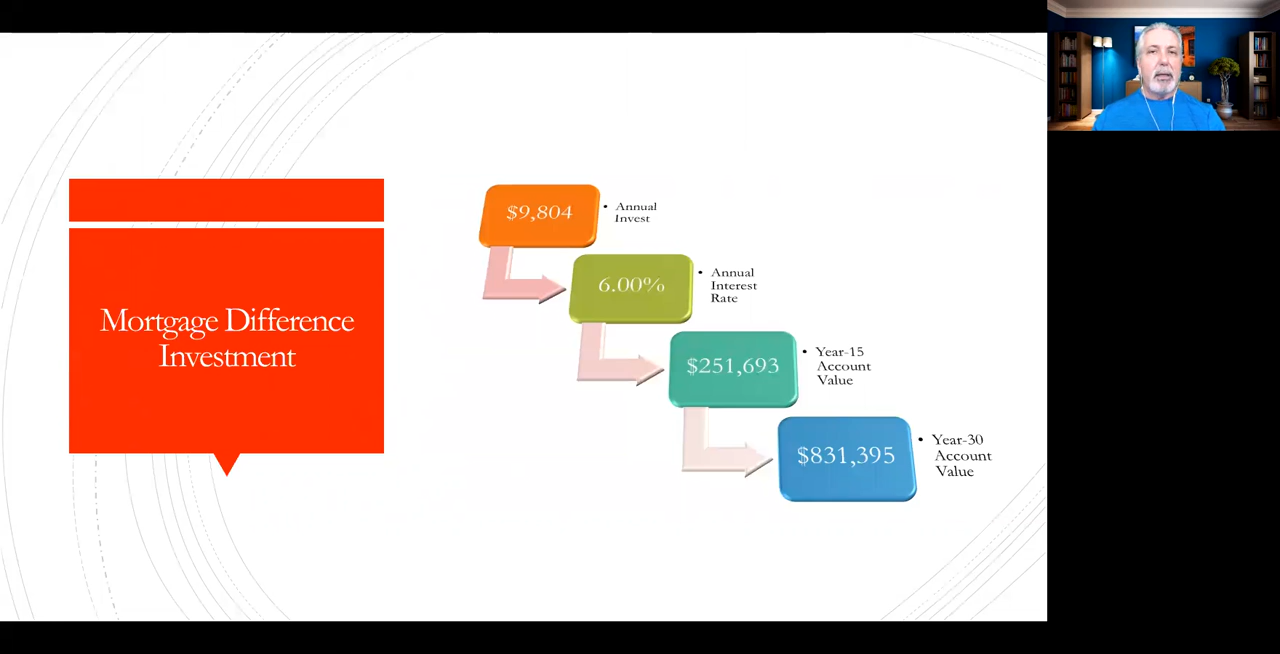 Mortgage Difference
Investment
$9,804
• Annual
Invest
6.00%
• Annual
Interest
Rate
$251,693
• Year-15
Account
Value
$831,395
• Year-30
Account
Value